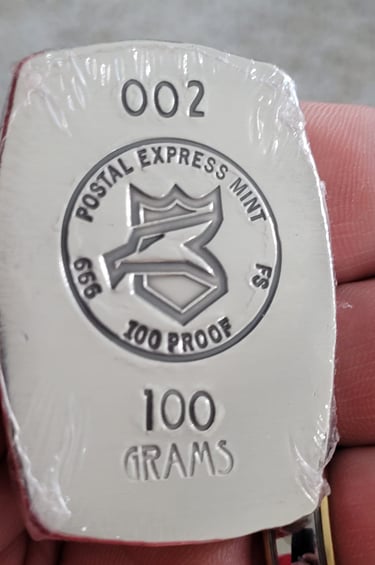 002
POSTAL EXPRESS MINT
999 FS
100 PROOF
100
GRAMS